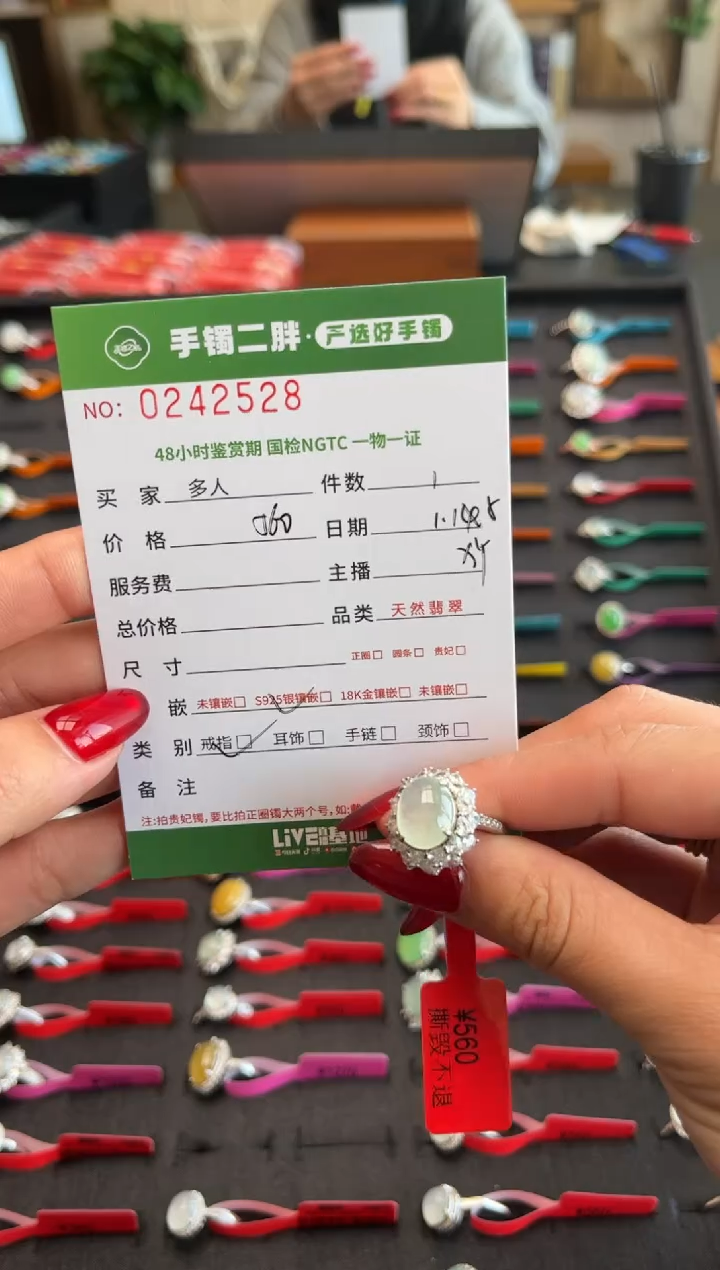 手镯二胖·严选好手镯
NO: 0242528
48小时鉴赏期 国检NGTC 一物一证
买 家 多人 件数 1
价 格 560 日期
服务费 主播
总价格 品类 天然翡翠
尺 寸 正圈□ 圆条□ 贵妃□
嵌 未镶嵌□ S925银镶嵌□ 18K金镶嵌□ 未镶嵌□
类 别 戒指□ 耳饰□ 手链□ 颈饰□
备 注
注:拍贵妃镯,要比拍正圈镯大两个号,如:
LiVE
¥560
撕毁不退